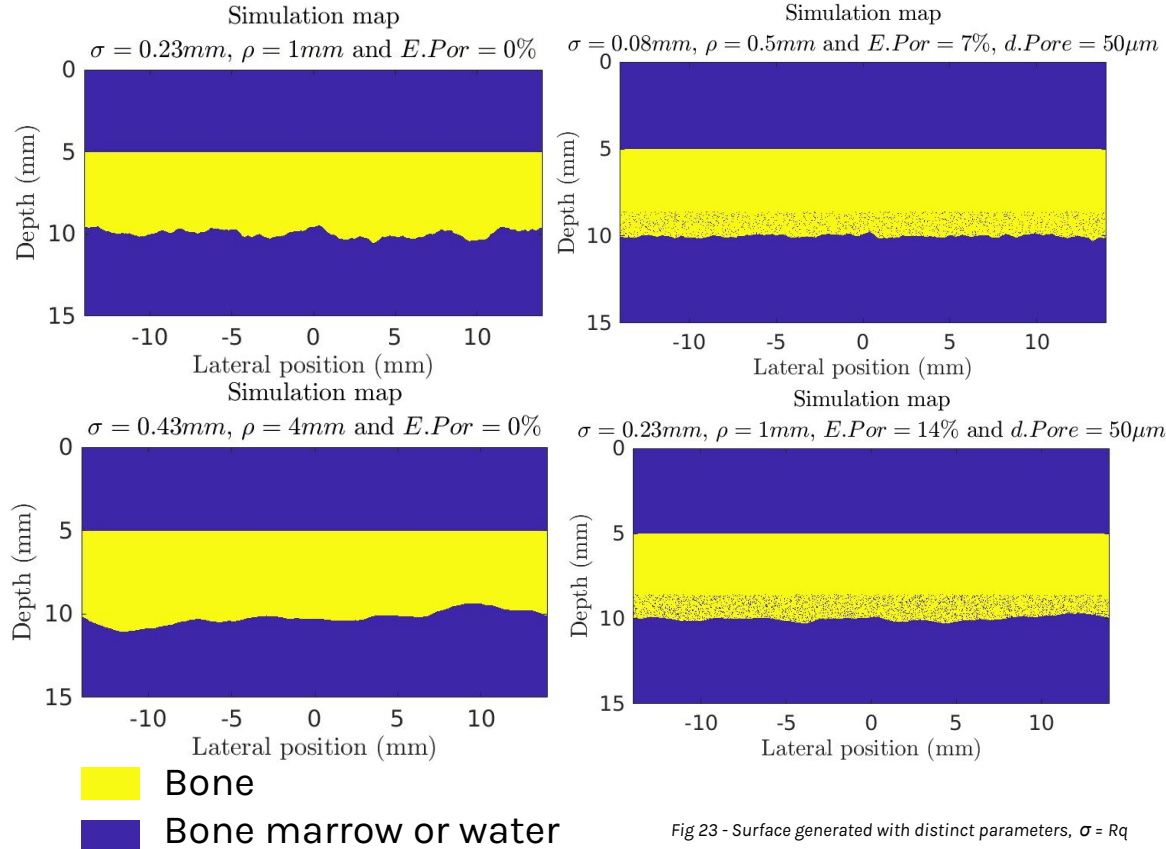 Simulation map
σ = 0.23mm, ρ = 1mm and E.Por = 0%
0
5
10
15
Depth (mm)
-10 -5 0 5 10
Lateral position (mm)
Simulation map
σ = 0.08mm, ρ = 0.5mm and E.Por = 7%, d.Pore = 50μm
0
5
10
15
Depth (mm)
-10 -5 0 5 10
Lateral position (mm)
Simulation map
σ = 0.43mm, ρ = 4mm and E.Por = 0%
0
5
10
15
Depth (mm)
-10 -5 0 5 10
Lateral position (mm)
Simulation map
σ = 0.23mm, ρ = 1mm, E.Por = 14% and d.Pore = 50μm
0
5
10
15
Depth (mm)
-10 -5 0 5 10
Lateral position (mm)
Bone
Bone marrow or water
Fig 23 - Surface generated with distinct parameters, σ = Rq